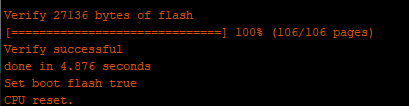 Verify 27136 bytes of flash
[==============================] 100% (106/106 pages)
Verify successful
done in 4.876 seconds
Set boot flash true
CPU reset.